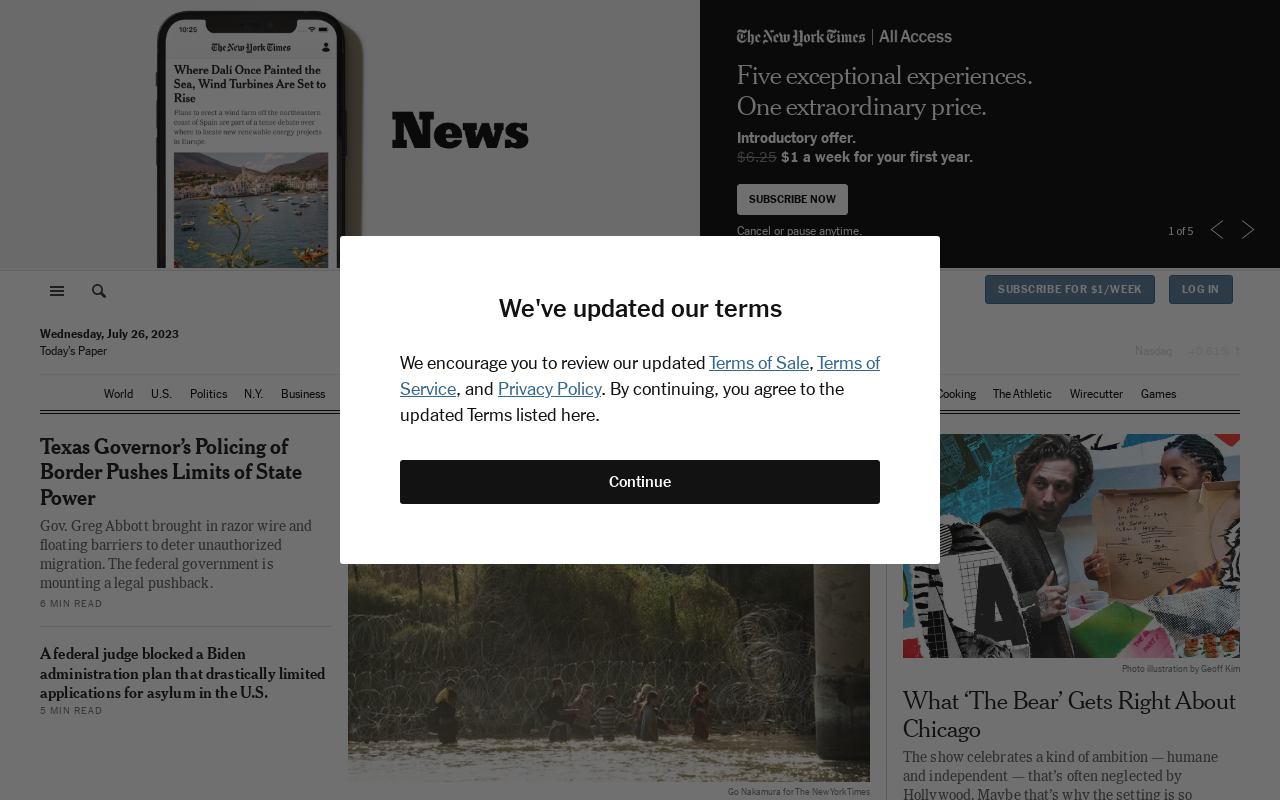 10:25
The New York Times
Where Dalí Once Painted the
Sea, Wind Turbines Are Set to
Rise
Plans to erect a wind farm off the northeastern
coast of Spain are part of a tense debate over
where to locate new renewable energy projects
in Europe.
News
The New York Times | All Access
Five exceptional experiences.
One extraordinary price.
Introductory offer.
$6.25 $1 a week for your first year.
SUBSCRIBE NOW
Cancel or pause anytime.
1 of 5
SUBSCRIBE FOR $1/WEEK
LOG IN
Wednesday, July 26, 2023
Today's Paper
Nasdaq +0.61% ↑
World U.S. Politics N.Y. Business
Cooking The Athletic Wirecutter Games
We've updated our terms
We encourage you to review our updated Terms of Sale, Terms of
Service, and Privacy Policy. By continuing, you agree to the
updated Terms listed here.
Continue
Texas Governor's Policing of
Border Pushes Limits of State
Power
Gov. Greg Abbott brought in razor wire and
floating barriers to deter unauthorized
migration. The federal government is
mounting a legal pushback.
6 MIN READ
A federal judge blocked a Biden
administration plan that drastically limited
applications for asylum in the U.S.
5 MIN READ
Go Nakamura for The New York Times
Photo illustration by Geoff Kim
What ‘The Bear’ Gets Right About
Chicago
The show celebrates a kind of ambition — humane
and independent — that’s often neglected by
Hollywood. Maybe that’s why the setting is so